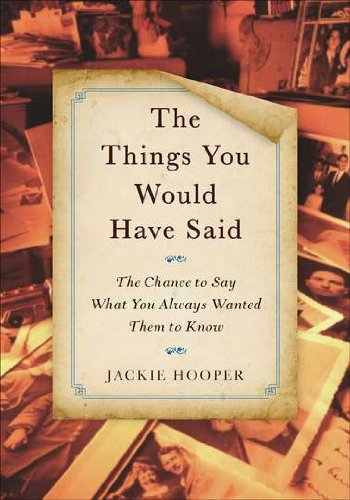 The
Things You
Would
Have Said
The Chance to Say
What You Always Wanted
Them to Know
JACKIE HOOPER